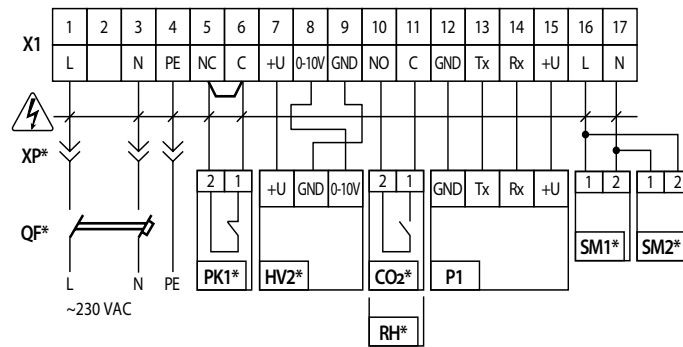 X1
1 2 3 4 5 6 7 8 9 10 11 12 13 14 15 16 17
L N PE NC C +U 0-10V GND NO C GND Tx Rx +U L N
XP*
2 1 +U GND 0-10V 2 1 GND Tx Rx +U 1 2 1 2
QF*
SM1* SM2*
L N PE PK1* HV2* CO2* P1
~230 VAC
RH*